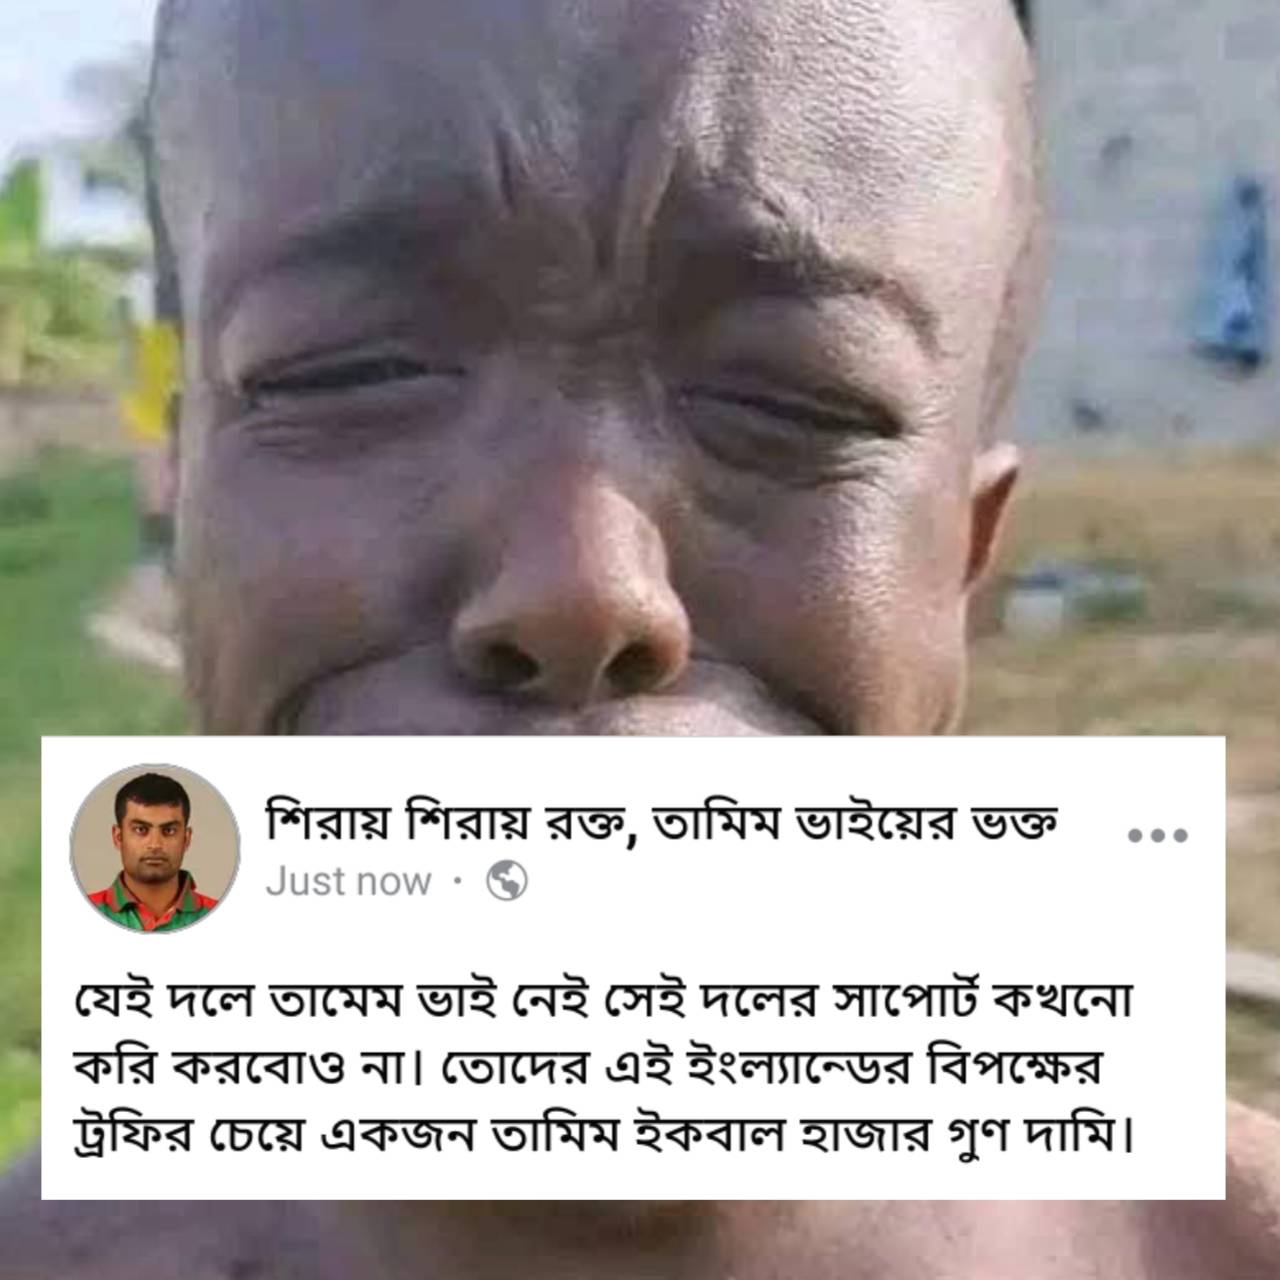 শিরায় শিরায় রক্ত, তামিম ভাইয়ের ভক্ত
Just now ·
যেই দলে তামেম ভাই নেই সেই দলের সাপোর্ট কখনো
করি করবোও না। তোদের এই ইংল্যান্ডের বিপক্ষের
ট্রফির চেয়ে একজন তামিম ইকবাল হাজার গুণ দামি।